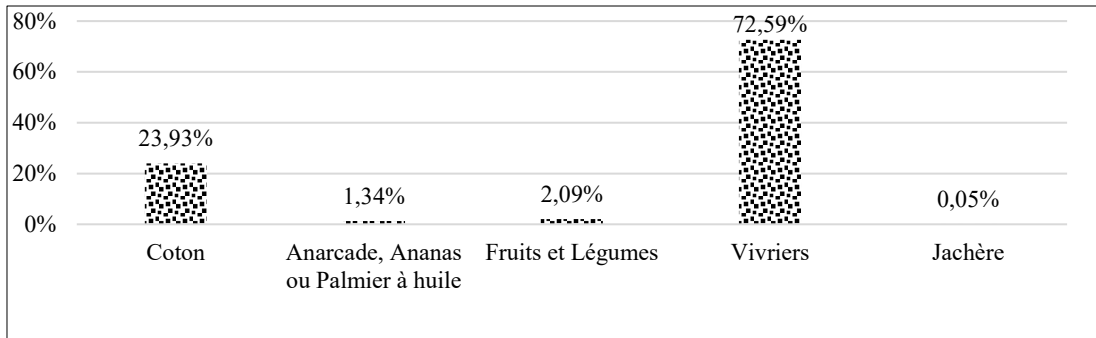 80%
72,59%
60%
40%
23,93%
20%
1,34%
2,09%
0,05%
0%
Coton
Anarcade, Ananas
ou Palmier à huile
Fruits et Légumes
Vivriers
Jachère